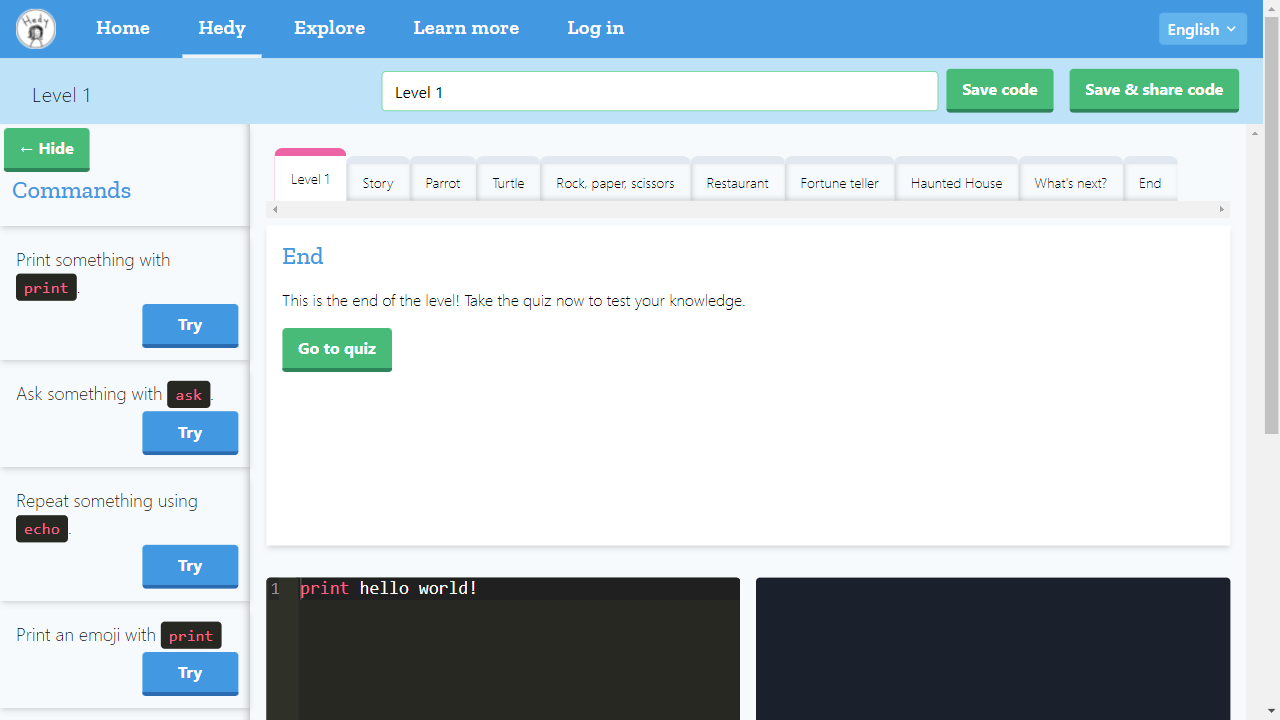 Hedy
Home
Hedy
Explore
Learn more
Log in
English
Level 1
Level 1
Save code
Save & share code
← Hide
Commands
Print something with
print.
Try
Ask something with ask.
Try
Repeat something using
echo.
Try
Print an emoji with print
Try
Level 1
Story
Parrot
Turtle
Rock, paper, scissors
Restaurant
Fortune teller
Haunted House
What's next?
End
End
This is the end of the level! Take the quiz now to test your knowledge.
Go to quiz
1
print hello world!